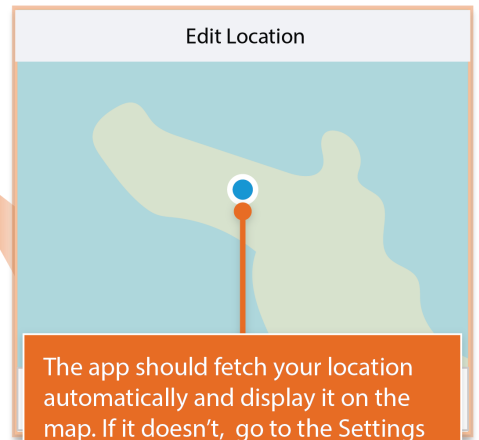 Edit Location
The app should fetch your location
automatically and display it on the
map. If it doesn't,  go to the Settings